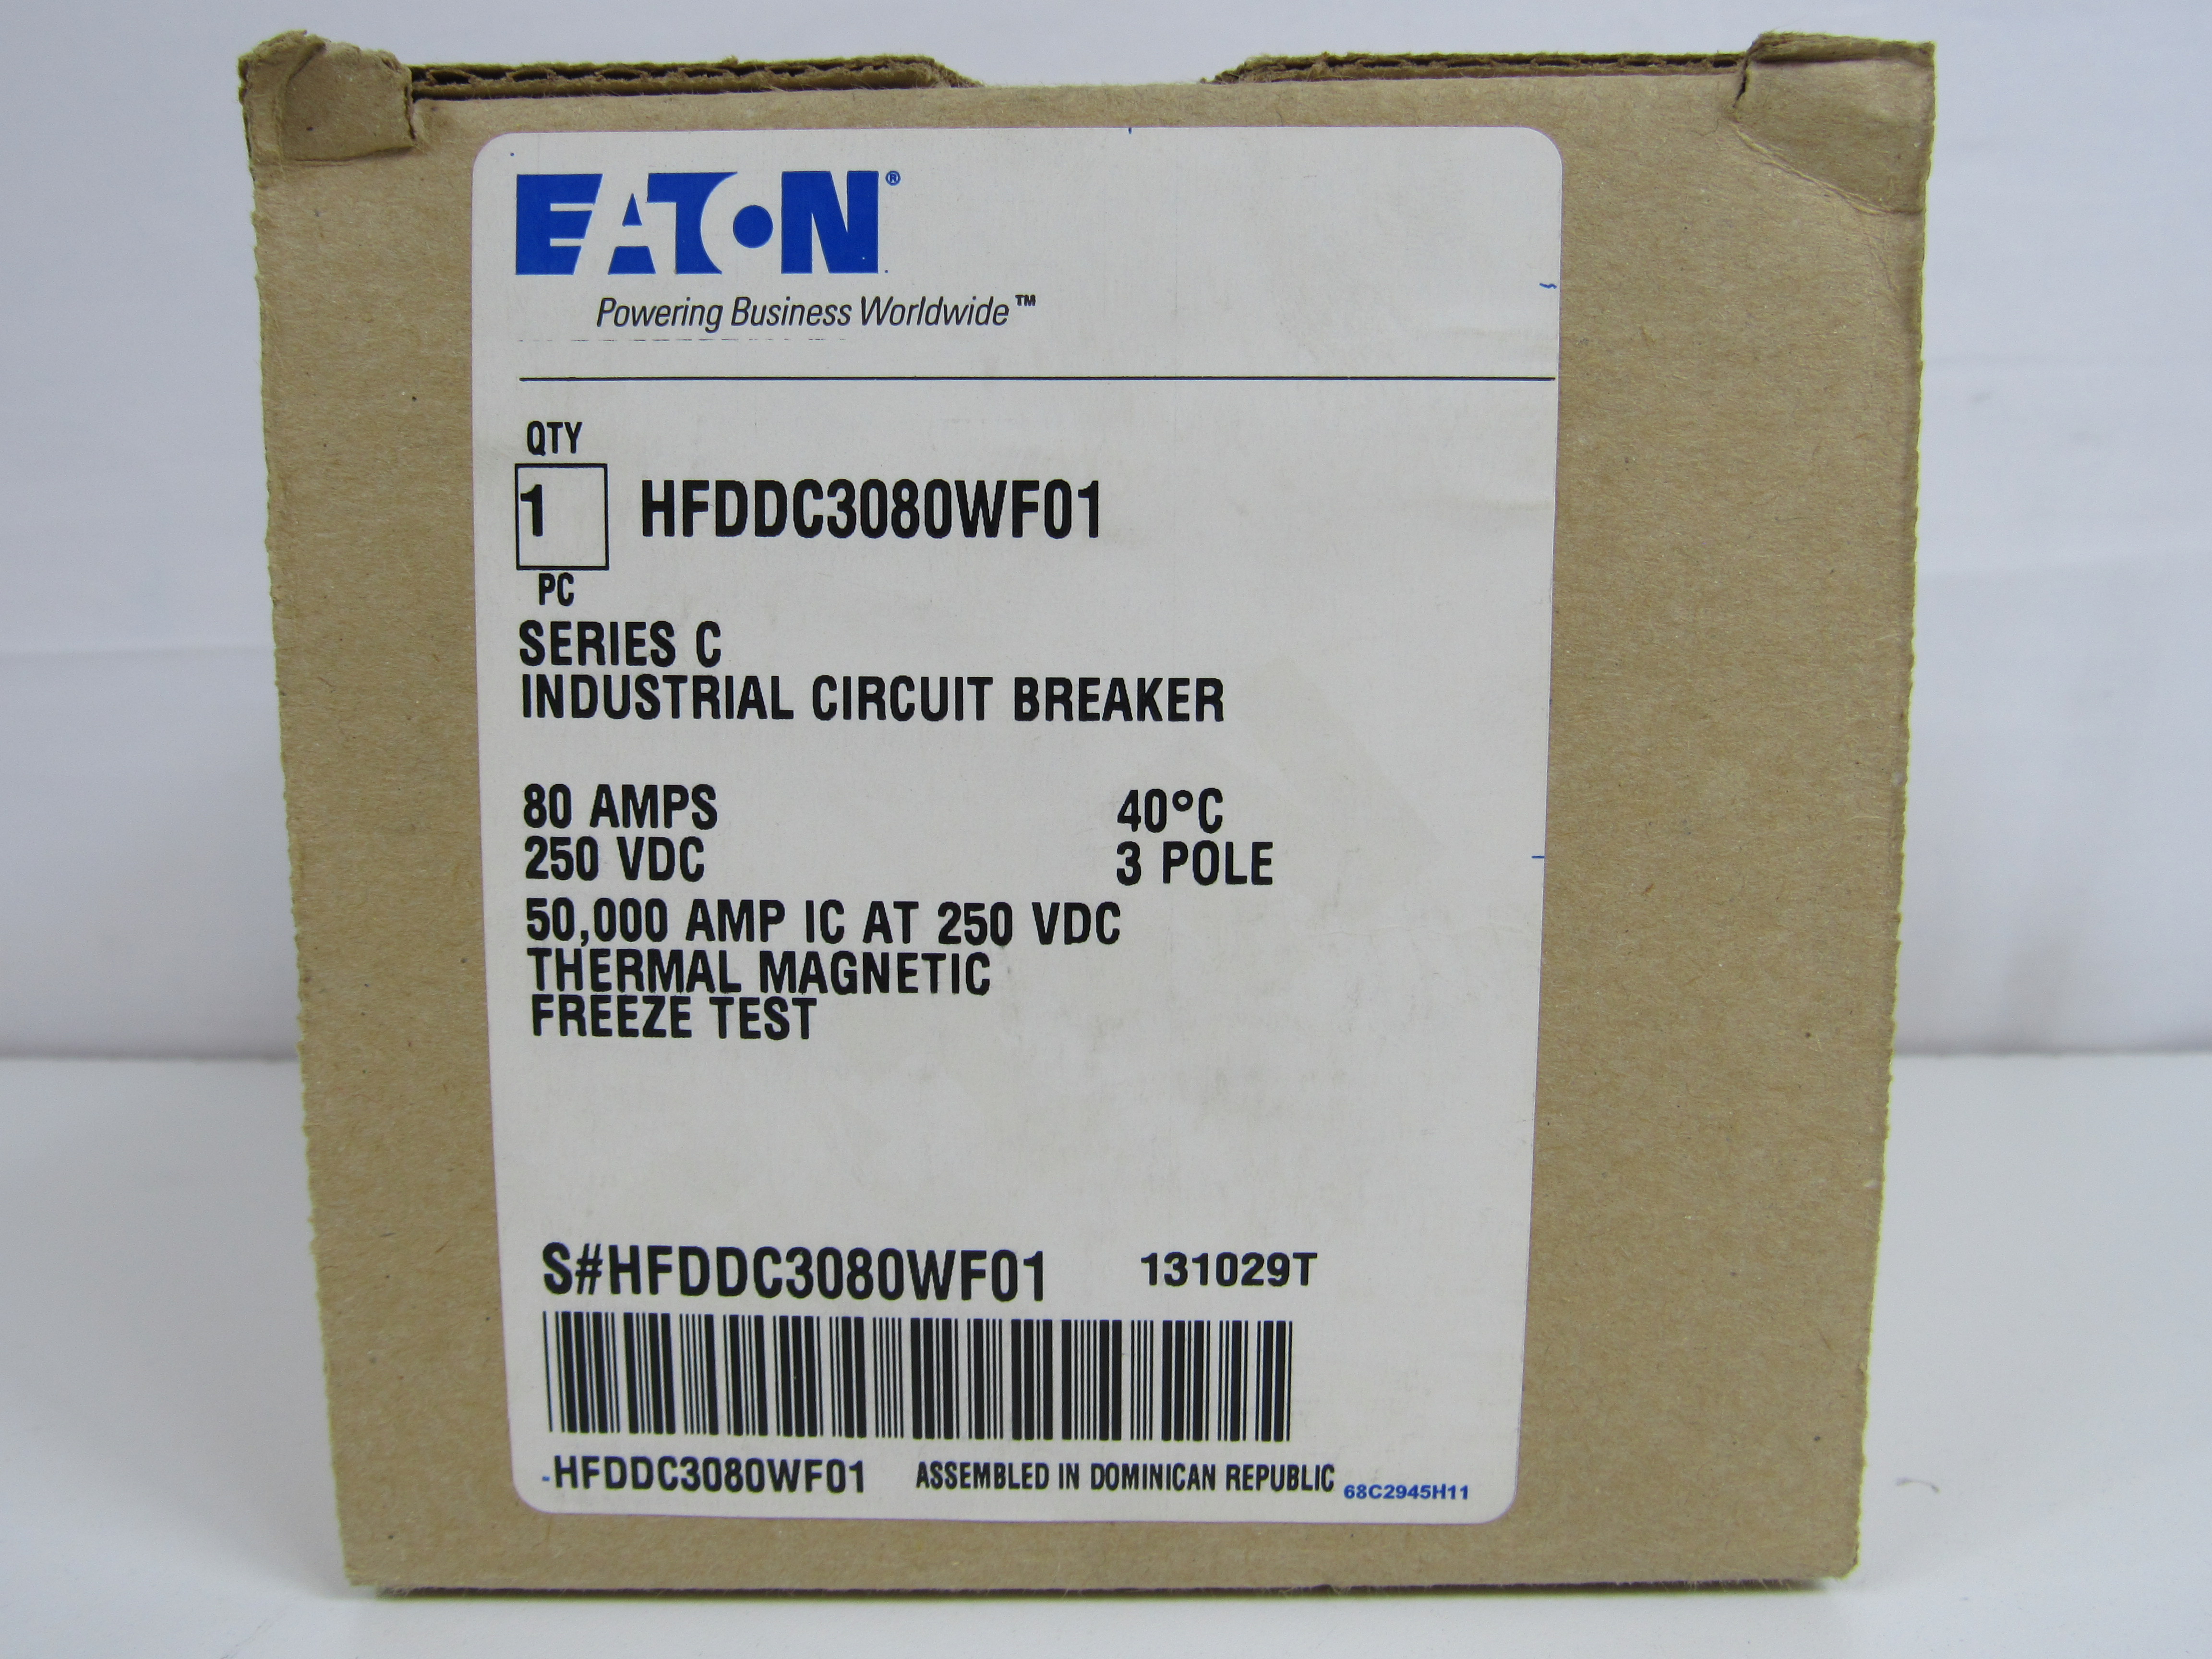 EATON®
Powering Business Worldwide™
QTY
1 HFDDC3080WF01
PC
SERIES C
INDUSTRIAL CIRCUIT BREAKER
80 AMPS 40°C
250 VDC 3 POLE
50,000 AMP IC AT 250 VDC
THERMAL MAGNETIC
FREEZE TEST
S#HFDDC3080WF01 131029T
-HFDDC3080WF01 ASSEMBLED IN DOMINICAN REPUBLIC 68C2945H11